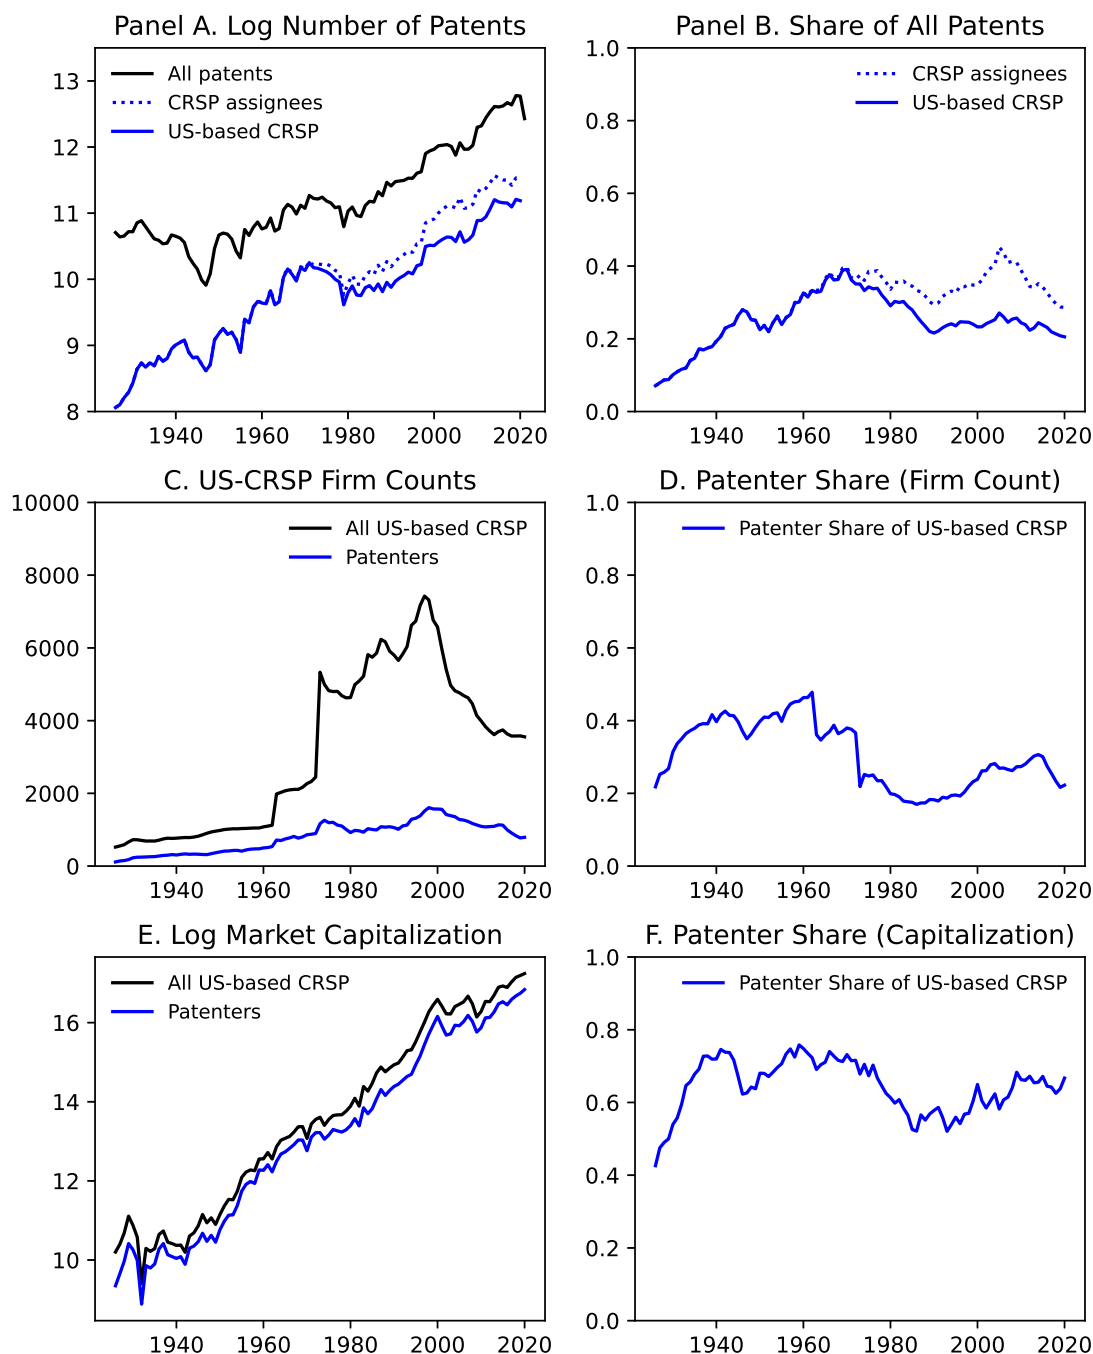 Panel A. Log Number of Patents
All patents
CRSP assignees
US-based CRSP
13
12
11
10
9
8
1940 1960 1980 2000 2020
Panel B. Share of All Patents
CRSP assignees
US-based CRSP
1.0
0.8
0.6
0.4
0.2
0.0
1940 1960 1980 2000 2020
C. US-CRSP Firm Counts
All US-based CRSP
Patenters
10000
8000
6000
4000
2000
0
1940 1960 1980 2000 2020
D. Patenter Share (Firm Count)
Patenter Share of US-based CRSP
1.0
0.8
0.6
0.4
0.2
0.0
1940 1960 1980 2000 2020
E. Log Market Capitalization
All US-based CRSP
Patenters
16
14
12
10
1940 1960 1980 2000 2020
F. Patenter Share (Capitalization)
Patenter Share of US-based CRSP
1.0
0.8
0.6
0.4
0.2
0.0
1940 1960 1980 2000 2020